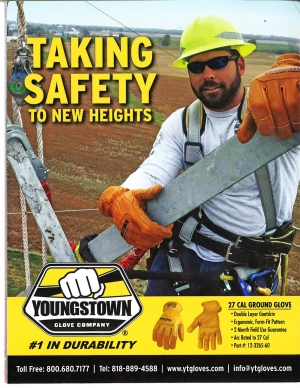 TAKING
SAFETY
TO NEW HEIGHTS
YOUNGSTOWN
GLOVE COMPANY
®
#1 IN DURABILITY
27 CAL GROUND GLOVE
• Double Layer Goatskin
• Ergonomic, Form-Fit Pattern
• 2 Month Field Use Guarantee
• Arc Rated to 27 Cal
• Part #: 12-3265-60
Toll Free: 800.680.7177 | Tel: 818-889-4588 | www.ytgloves.com | info@ytgloves.com